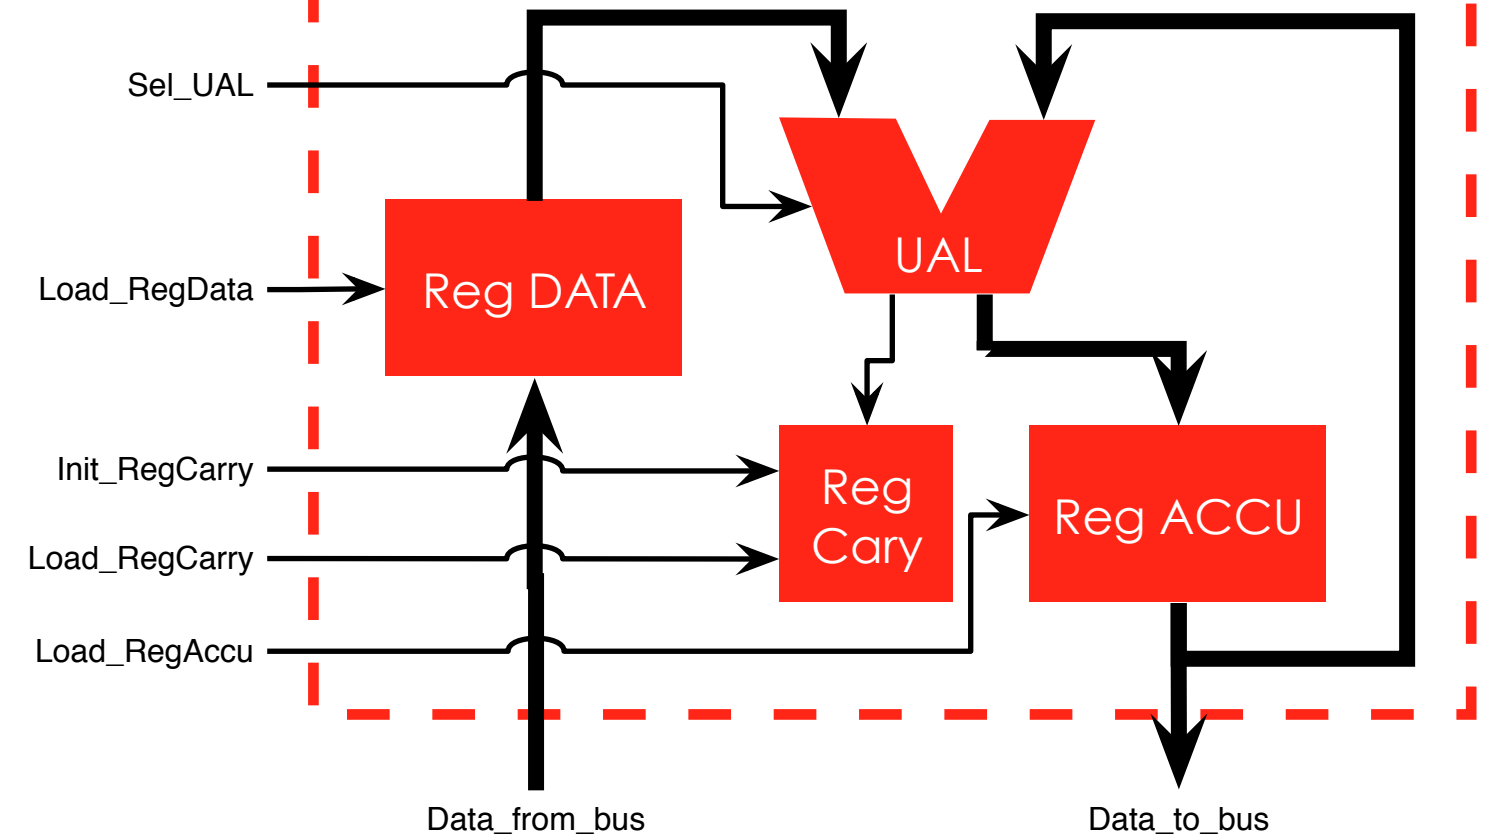 Sel_UAL
UAL
Load_RegData
Reg DATA
Init_RegCarry
Reg
Cary
Reg ACCU
Load_RegCarry
Load_RegAccu
Data_from_bus
Data_to_bus